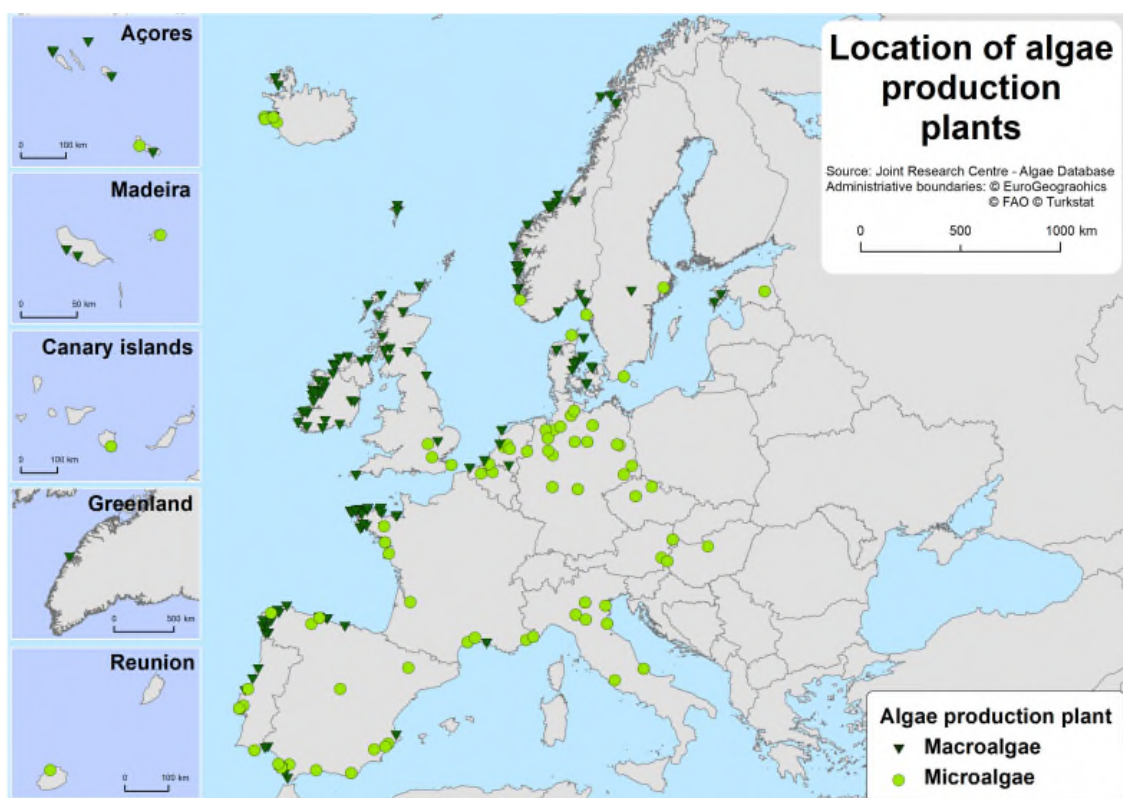 Açores
0 100 km
Madeira
0 50 km
Canary islands
0 100 km
Greenland
0 500 km
Reunion
0 100 km
Location of algae
production
plants
Source: Joint Research Centre - Algae Database
Administriative boundaries: © EuroGeograohics
© FAO © Turkstat
0 500 1000 km
Algae production plant
Macroalgae
Microalgae